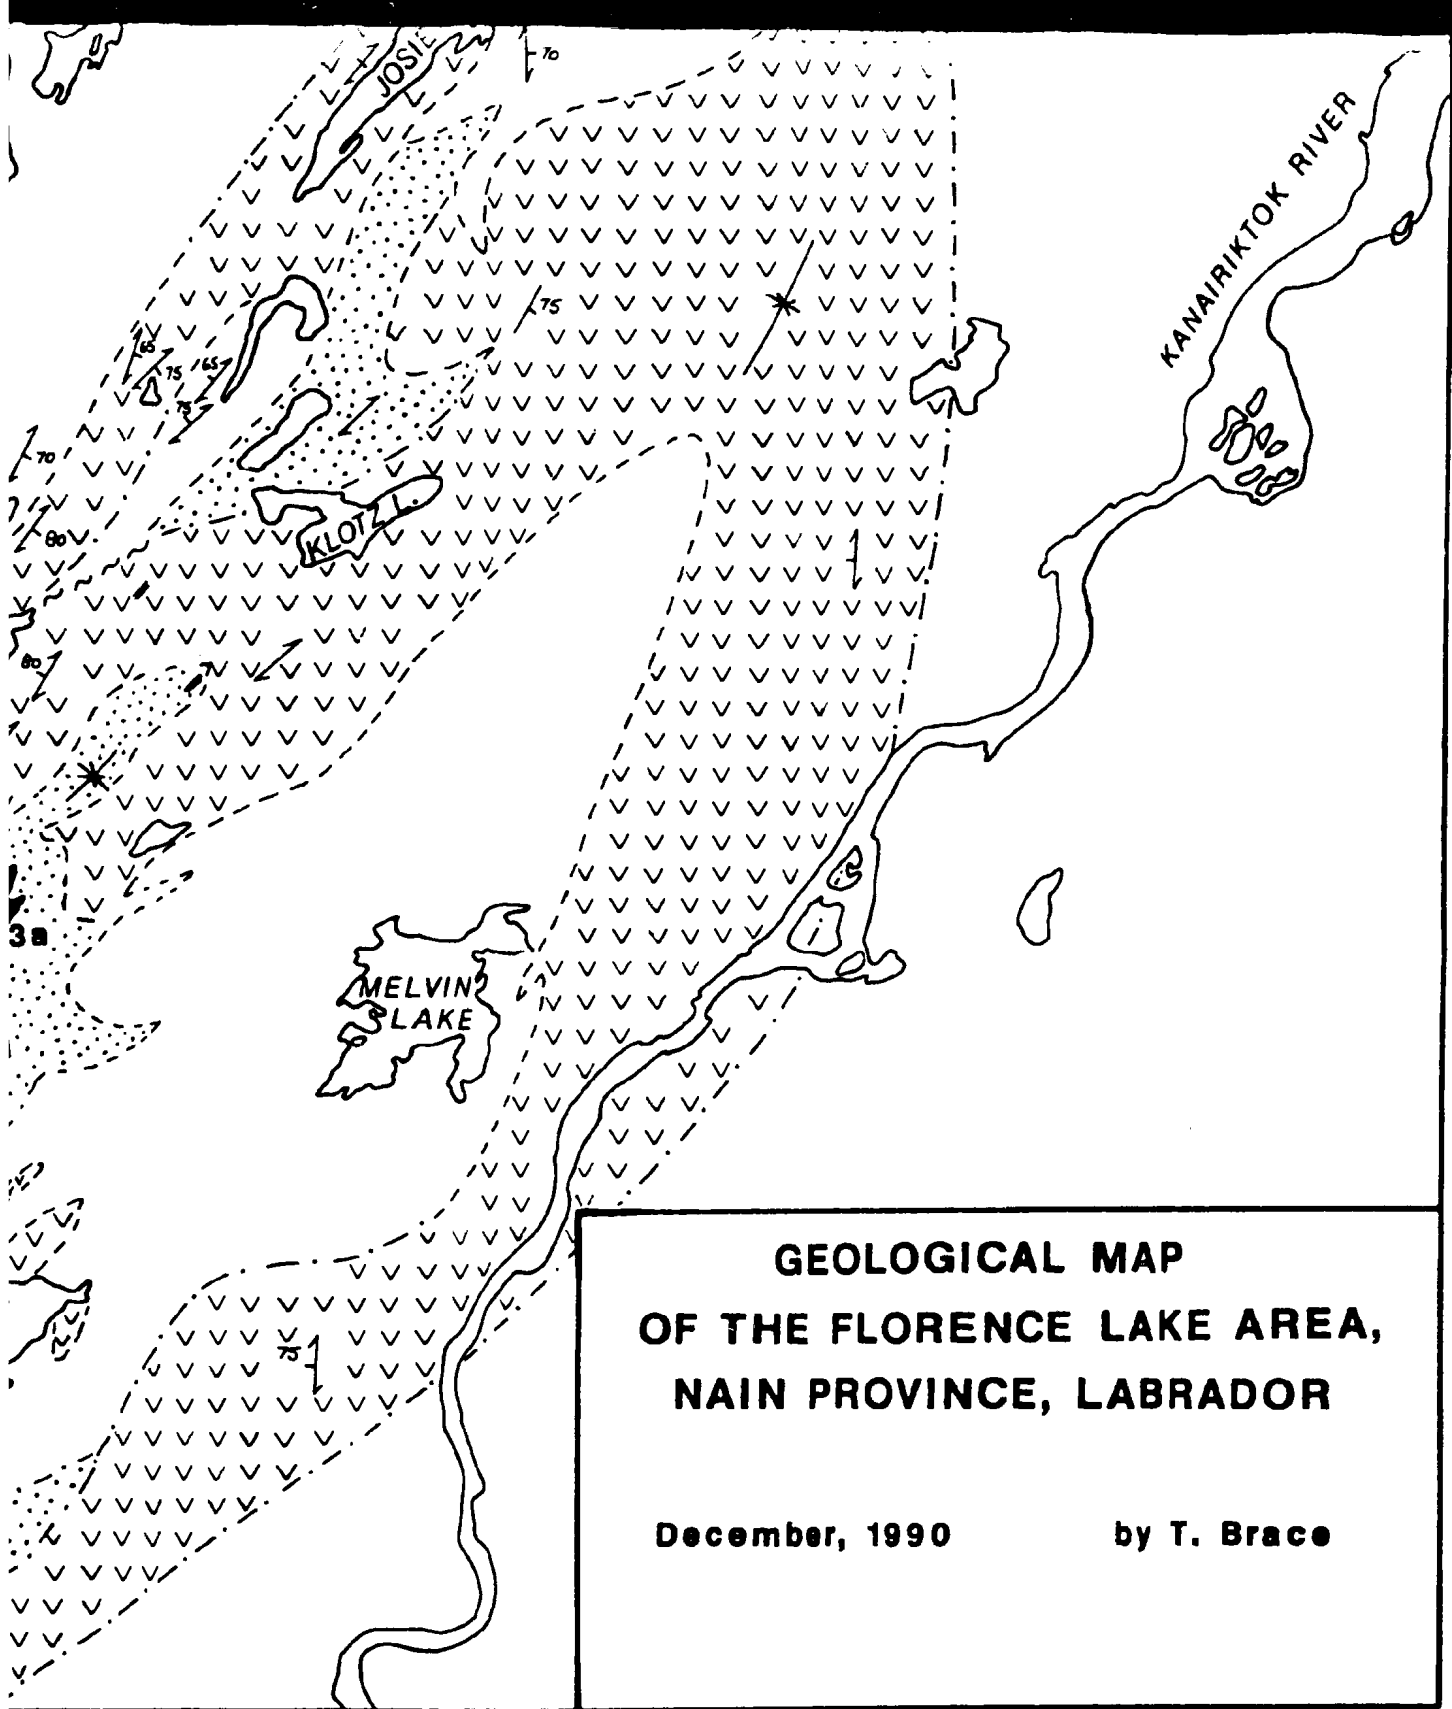 JOSIE
70
KANAIRIKTOK RIVER
75
65
75
65
75
70
KLOTZ L.
80
80
3a
MELVIN
LAKE
75
GEOLOGICAL MAP
OF THE FLORENCE LAKE AREA,
NAIN PROVINCE, LABRADOR
December, 1990 by T. Brace